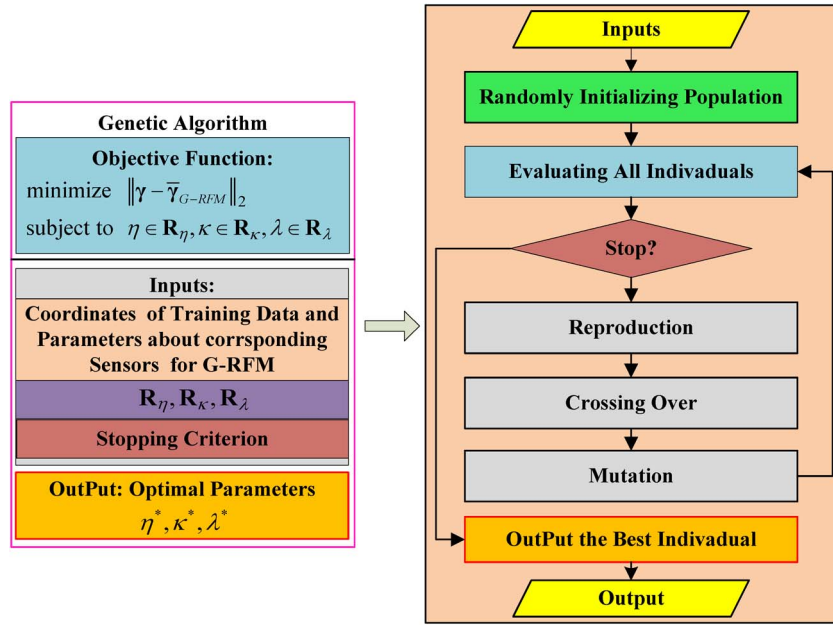 Genetic Algorithm
Objective Function:
minimize ‖γ − γ̅_{G−RFM}‖₂
subject to η ∈ R_η, κ ∈ R_κ, λ ∈ R_λ
Inputs:
Coordinates of Training Data and
Parameters about corrsponding
Sensors for G-RFM
R_η, R_κ, R_λ
Stopping Criterion
OutPut: Optimal Parameters
η*, κ*, λ*
Inputs
Randomly Initializing Population
Evaluating All Indivaduals
Stop?
Reproduction
Crossing Over
Mutation
OutPut the Best Indivadual
Output